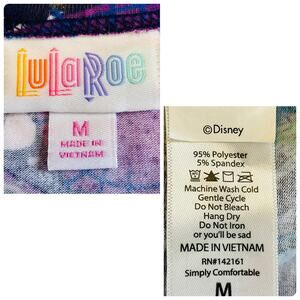 LuLaRoe
M
MADE IN
VIETNAM
©Disney
95% Polyester
5% Spandex
Machine Wash Cold
Gentle Cycle
Do Not Bleach
Hang Dry
Do Not Iron
or you'll be sad
MADE IN VIETNAM
RN#142161
Simply Comfortable
M